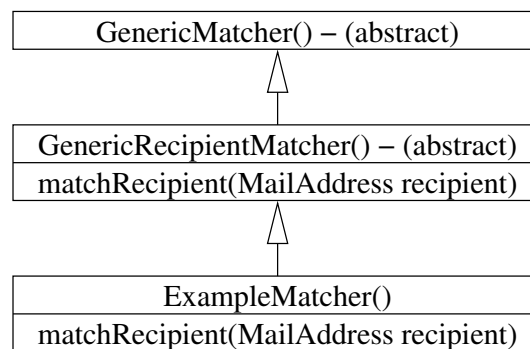 GenericMatcher() − (abstract)
GenericRecipientMatcher() − (abstract)
matchRecipient(MailAddress recipient)
ExampleMatcher()
matchRecipient(MailAddress recipient)